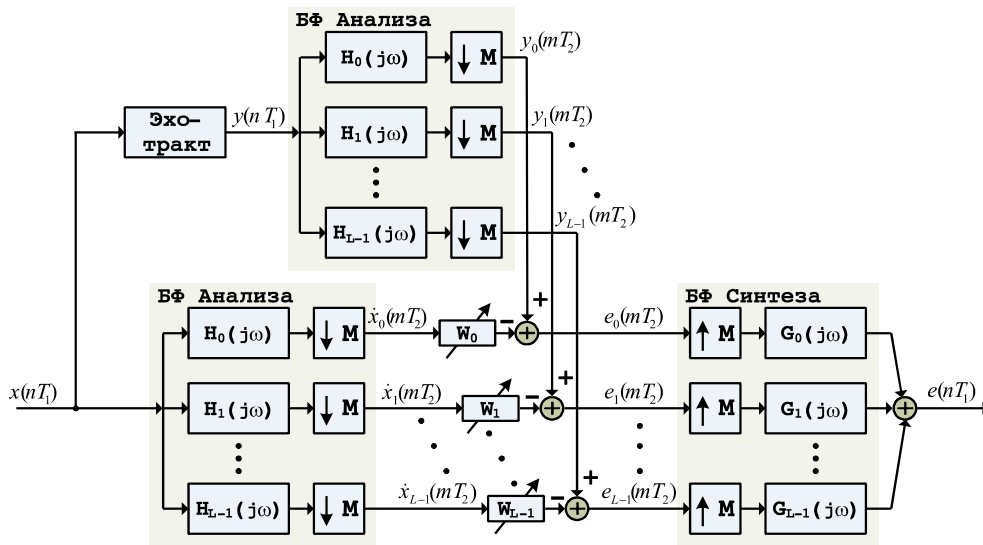 БФ Анализа
H₀(jω) ↓ M y₀(mT₂)
Эхо-
тракт
y(nT₁)
H₁(jω) ↓ M y₁(mT₂)
H_{L-1}(jω) ↓ M y_{L-1}(mT₂)
БФ Анализа
БФ Синтеза
H₀(jω) ↓ M ẋ₀(mT₂) W₀ − + + e₀(mT₂) ↑ M G₀(jω)
x(nT₁)
H₁(jω) ↓ M ẋ₁(mT₂) W₁ − + + e₁(mT₂) ↑ M G₁(jω) + e(nT₁)
H_{L-1}(jω) ↓ M ẋ_{L-1}(mT₂) W_{L-1} − + + e_{L-1}(mT₂) ↑ M G_{L-1}(jω)